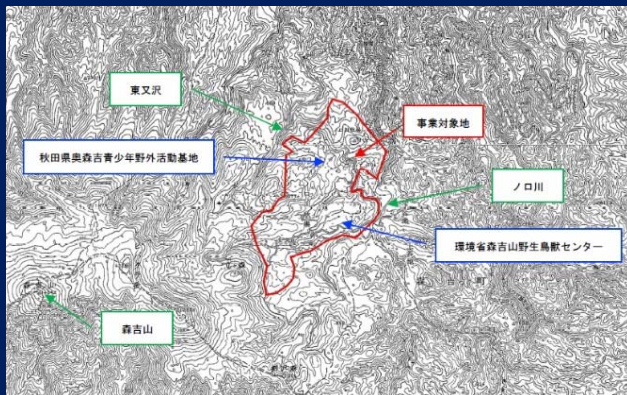 東又沢
事業対象地
秋田県奥森吉青少年野外活動基地
ノロ川
環境省森吉山野生鳥獣センター
森吉山